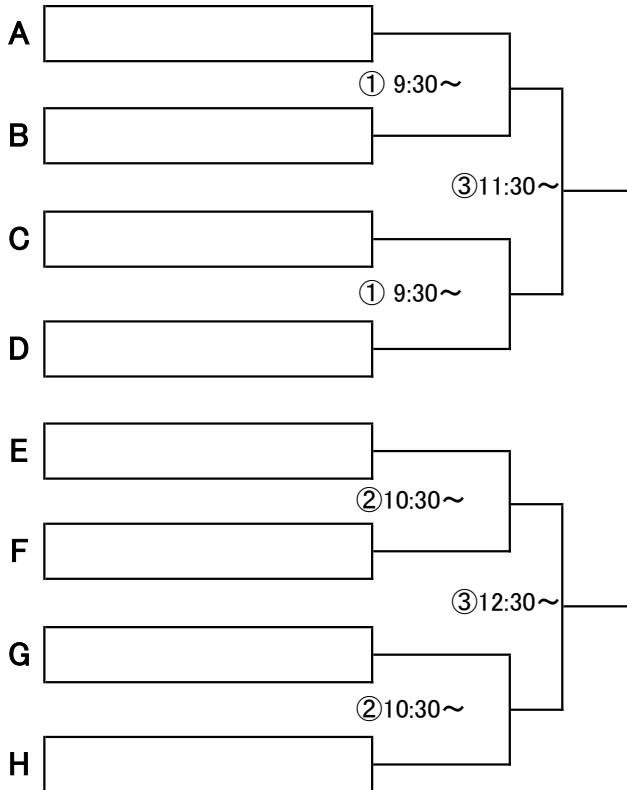 A
① 9:30～
B
③11:30～
C
① 9:30～
D
E
②10:30～
F
③12:30～
G
②10:30～
H